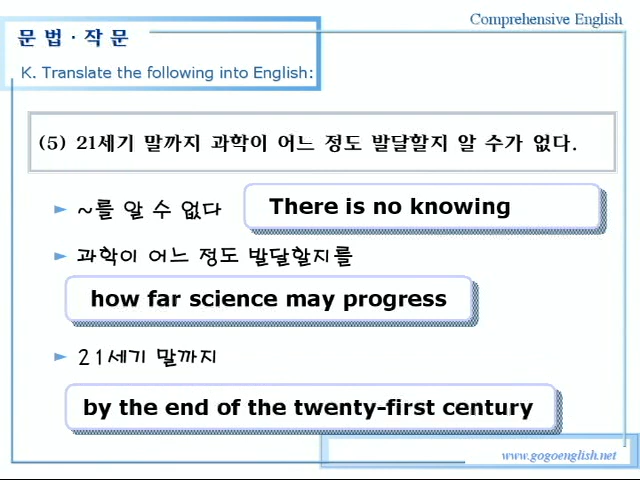 Comprehensive English
문 법 · 작 문
K. Translate the following into English:
(5) 21세기 말까지 과학이 어느 정도 발달할지 알 수가 없다.
► ~를 알 수 없다 There is no knowing
► 과학이 어느 정도 발달할지를
how far science may progress
► 21세기 말까지
by the end of the twenty-first century
www.gogoenglish.net